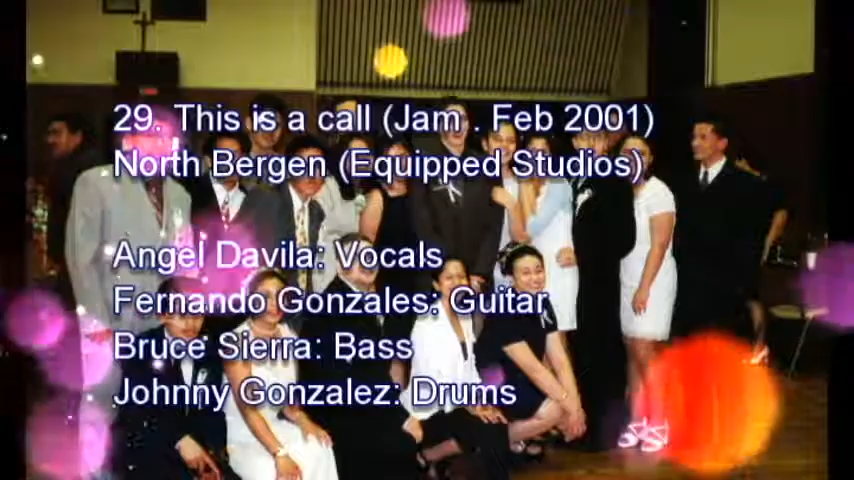 29. This is a call (Jam . Feb 2001)
North Bergen (Equipped Studios)
Angel Davila: Vocals
Fernando Gonzales: Guitar
Bruce Sierra: Bass
Johnny Gonzalez: Drums